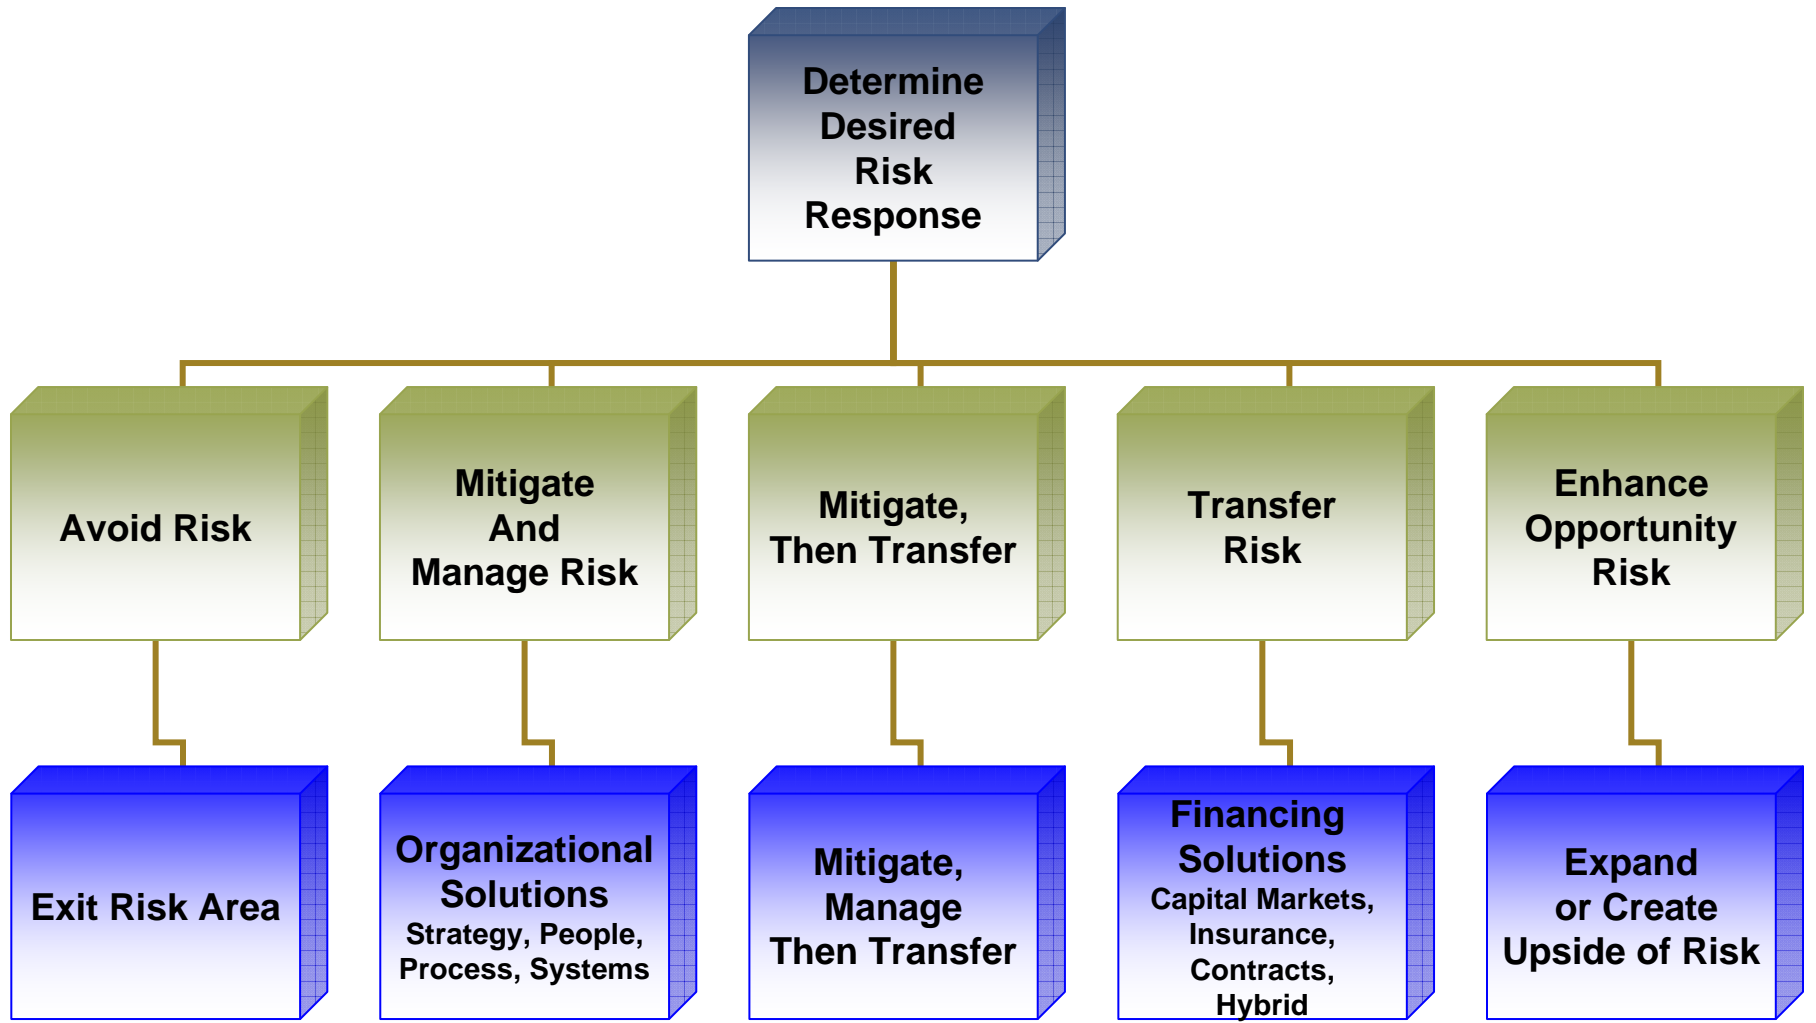 Determine
Desired
Risk
Response
Avoid Risk
Mitigate
And
Manage Risk
Mitigate,
Then Transfer
Transfer
Risk
Enhance
Opportunity
Risk
Exit Risk Area
Organizational
Solutions
Strategy, People,
Process, Systems
Mitigate,
Manage
Then Transfer
Financing
Solutions
Capital Markets,
Insurance,
Contracts,
Hybrid
Expand
or Create
Upside of Risk